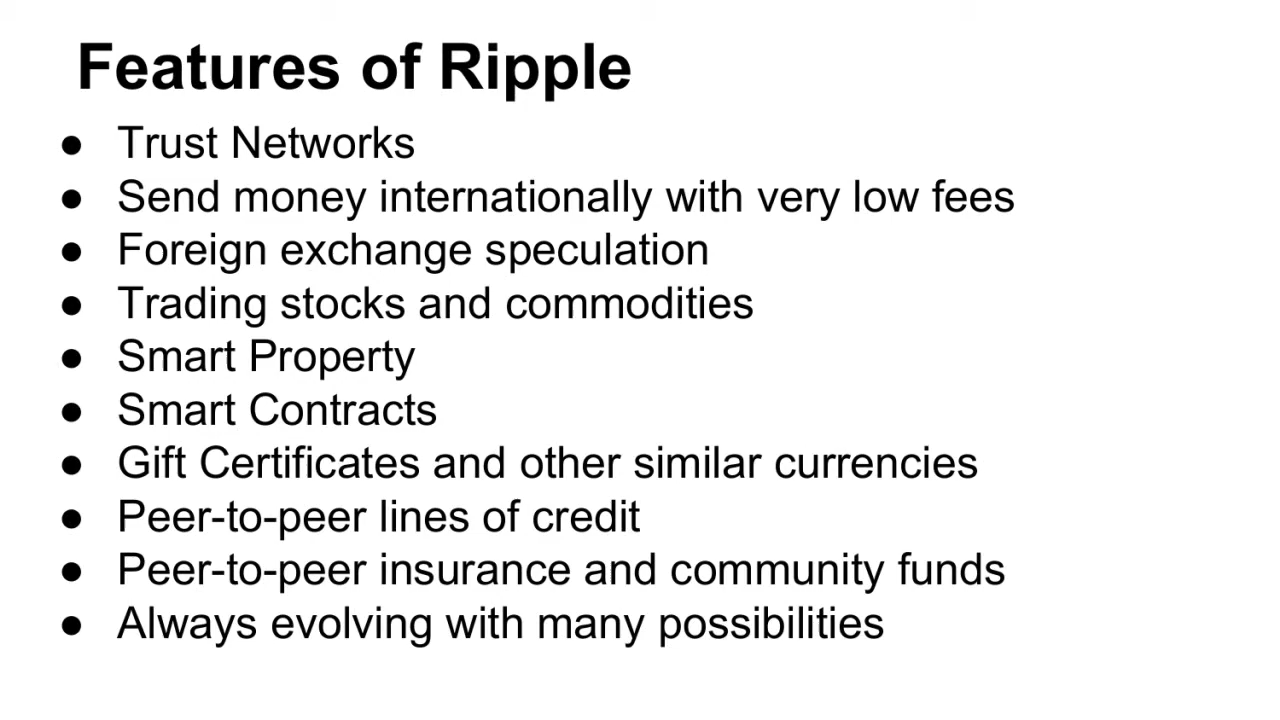 Features of Ripple
● Trust Networks
● Send money internationally with very low fees
● Foreign exchange speculation
● Trading stocks and commodities
● Smart Property
● Smart Contracts
● Gift Certificates and other similar currencies
● Peer-to-peer lines of credit
● Peer-to-peer insurance and community funds
● Always evolving with many possibilities